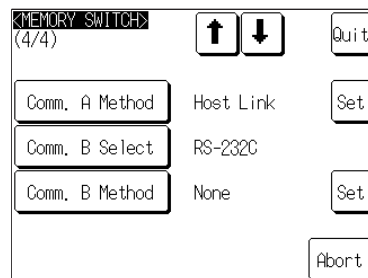 <MEMORY SWITCH>
(4/4)
Quit
Comm. A Method Host Link Set
Comm. B Select RS-232C
Comm. B Method None Set
Abort